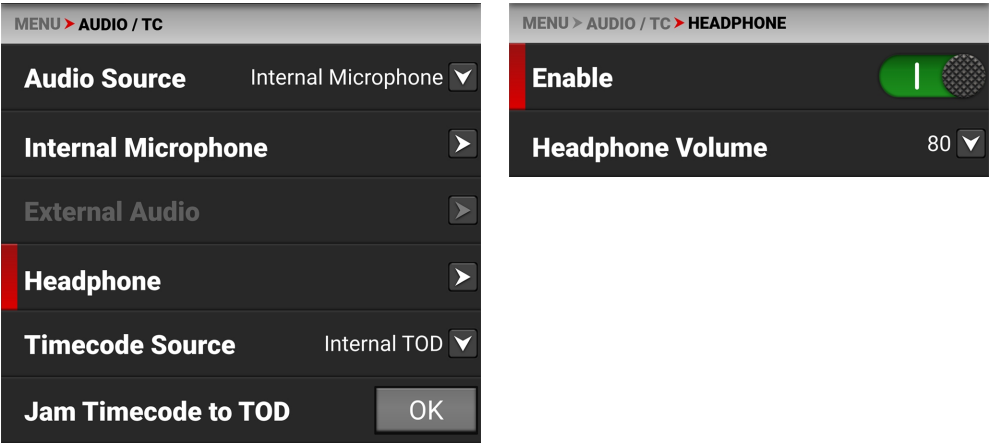 MENU > AUDIO / TC
Audio Source Internal Microphone
Internal Microphone
External Audio
Headphone
Timecode Source Internal TOD
Jam Timecode to TOD OK
MENU > AUDIO / TC > HEADPHONE
Enable
Headphone Volume 80